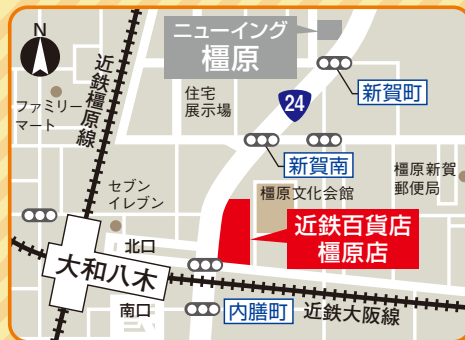 N
ニューイング
橿原
近鉄橿原線
住宅
展示場
24
新賀町
ファミリー
マート
新賀南
橿原新賀
郵便局
セブン
イレブン
橿原文化会館
近鉄百貨店
橿原店
北口
大和八木
南口
内膳町
近鉄大阪線